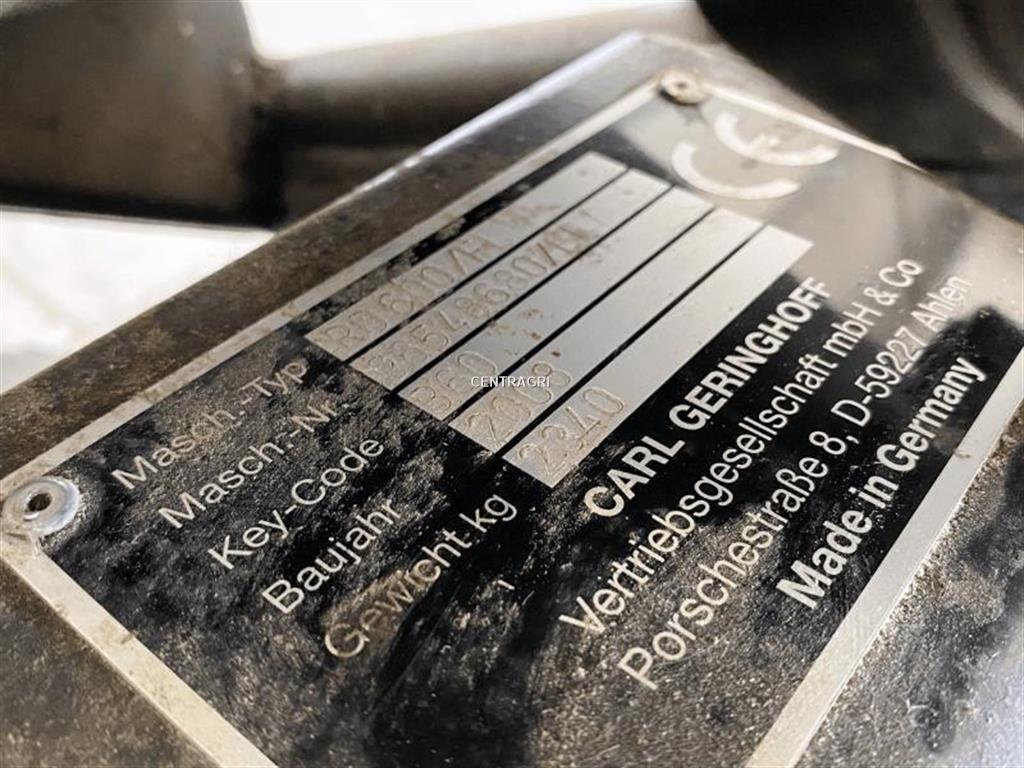 CE
Masch.-Typ
Masch.-Nr.
Key-Code 360
Baujahr 2008
Gewicht kg 2340
CARL GERINGHOFF
Vertriebsgesellschaft mbH & Co
Porschestraße 8, D-59227 Ahlen
Made in Germany
CENTRAGRI